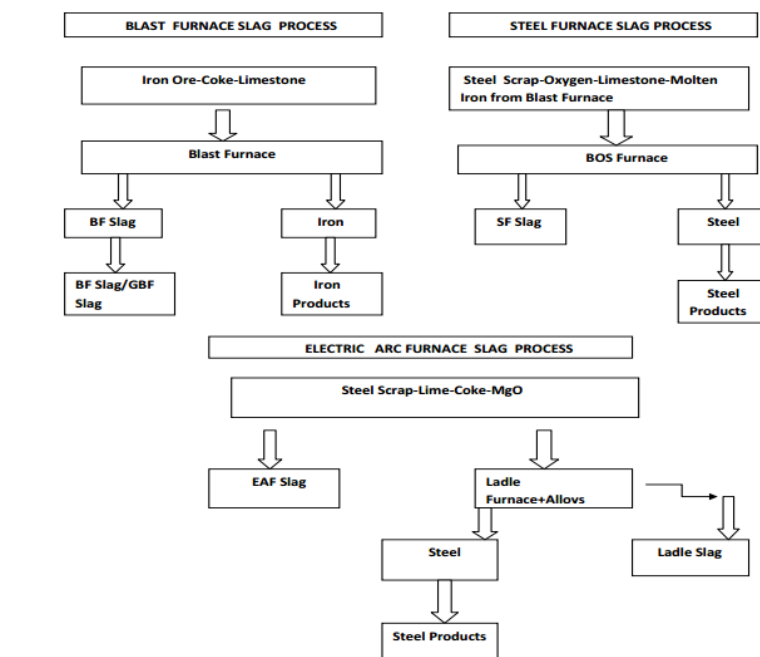 BLAST FURNACE SLAG PROCESS
STEEL FURNACE SLAG PROCESS
Iron Ore-Coke-Limestone
Steel Scrap-Oxygen-Limestone-Molten
Iron from Blast Furnace
Blast Furnace
BOS Furnace
BF Slag
Iron
SF Slag
Steel
BF Slag/GBF
Slag
Iron
Products
Steel
Products
ELECTRIC ARC FURNACE SLAG PROCESS
Steel Scrap-Lime-Coke-MgO
EAF Slag
Ladle
Furnace+Allovs
Steel
Ladle Slag
Steel Products